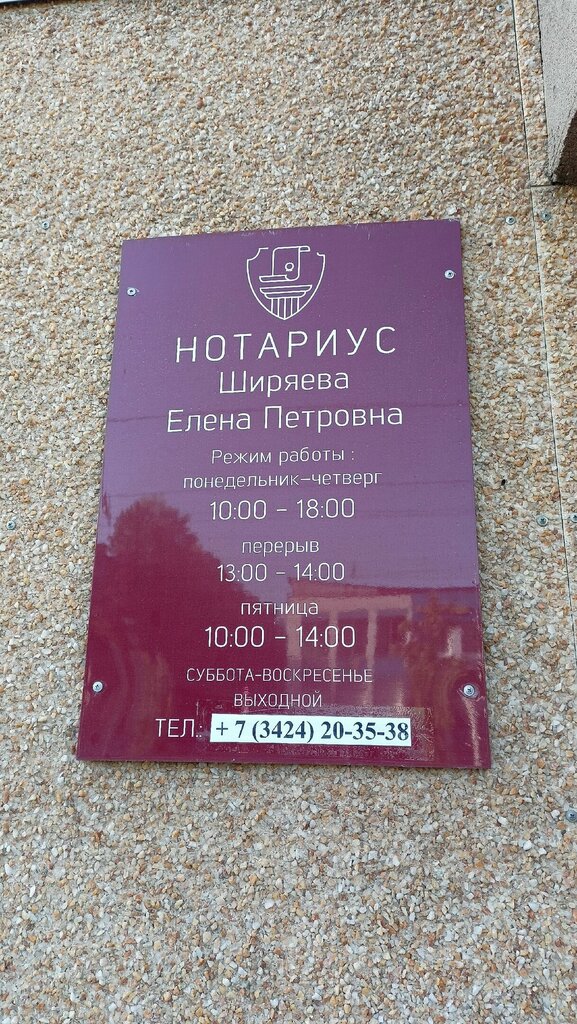 НОТАРИУС
Ширяева
Елена Петровна
Режим работы :
понедельник-четверг
10:00 - 18:00
перерыв
13:00 - 14:00
пятница
10:00 - 14:00
СУББОТА-ВОСКРЕСЕНЬЕ
ВЫХОДНОЙ
ТЕЛ.: + 7 (3424) 20-35-38